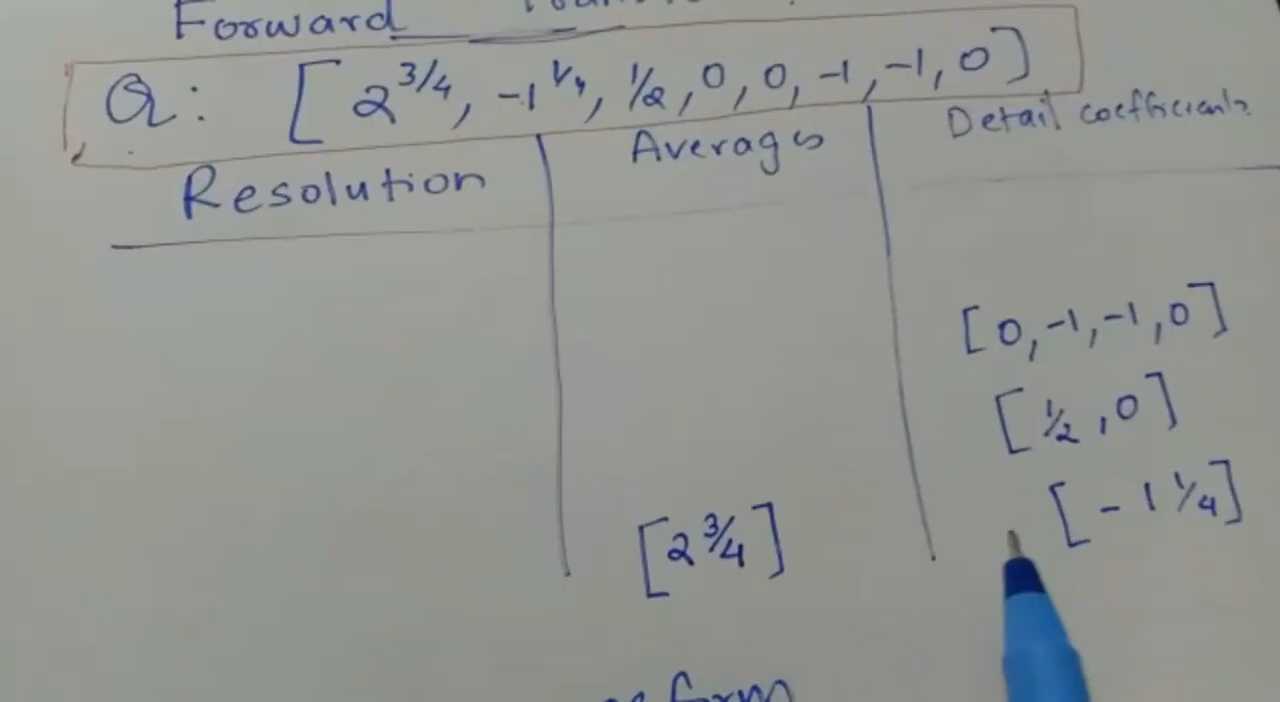 Forward
Q: [2^3/4, -1^1/4, 1/2, 0, 0, -1, -1, 0]
Resolution Averages Detail coefficients
[0, -1, -1, 0]
[1/2, 0]
[-1 1/4]
[2 3/4]